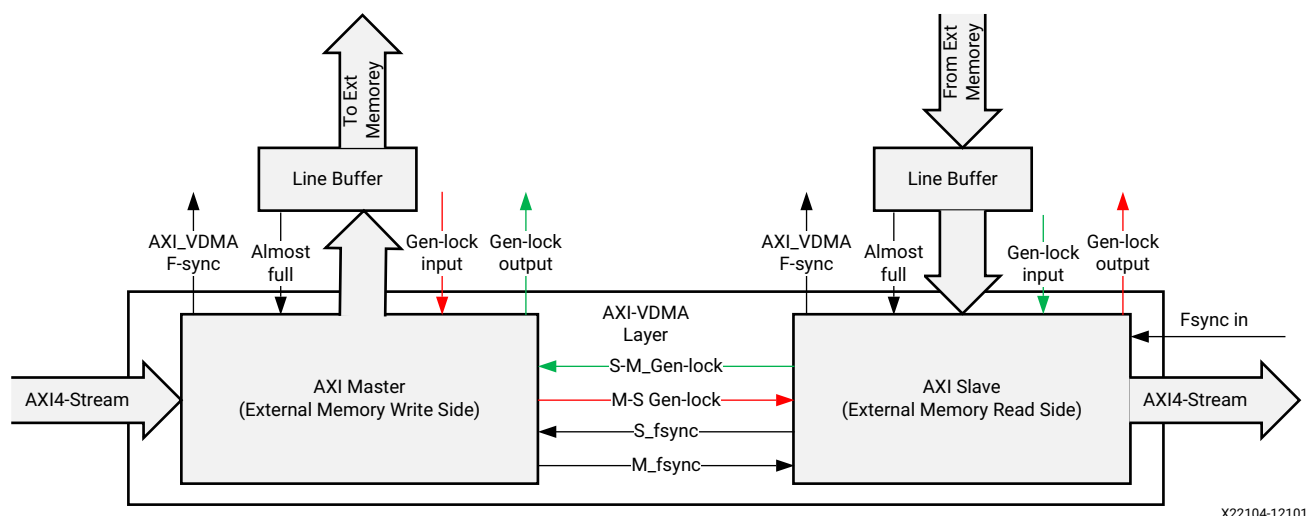 To Ext
Memorey
From Ext
Memorey
Line Buffer
Line Buffer
AXI_VDMA
F-sync
Almost
full
Gen-lock
input
Gen-lock
output
AXI_VDMA
F-sync
Almost
full
Gen-lock
input
Gen-lock
output
AXI-VDMA
Layer
Fsync in
AXI4-Stream
AXI Master
(External Memory Write Side)
S-M_Gen-lock
M-S Gen-lock
S_fsync
M_fsync
AXI Slave
(External Memory Read Side)
AXI4-Stream
X22104-12101